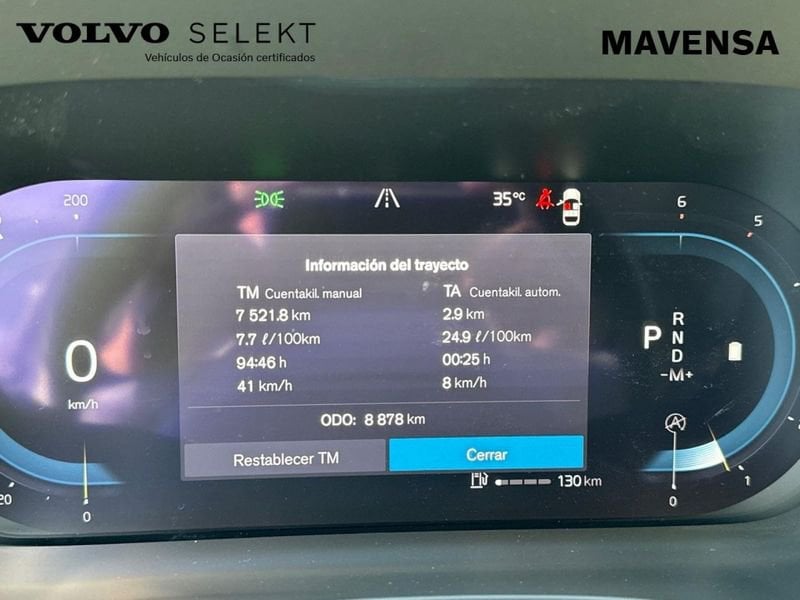 VOLVO SELEKT
Vehículos de Ocasión certificados
MAVENSA
200
35°C
6
5
Información del trayecto
TM Cuentakil. manual
TA Cuentakil. autom.
7 521.8 km
2.9 km
7.7 ℓ/100km
24.9 ℓ/100km
94:46 h
00:25 h
41 km/h
8 km/h
ODO: 8 878 km
Restablecer TM
Cerrar
0
km/h
P
R
N
D
-M+
A
130 km
20
0
1
0